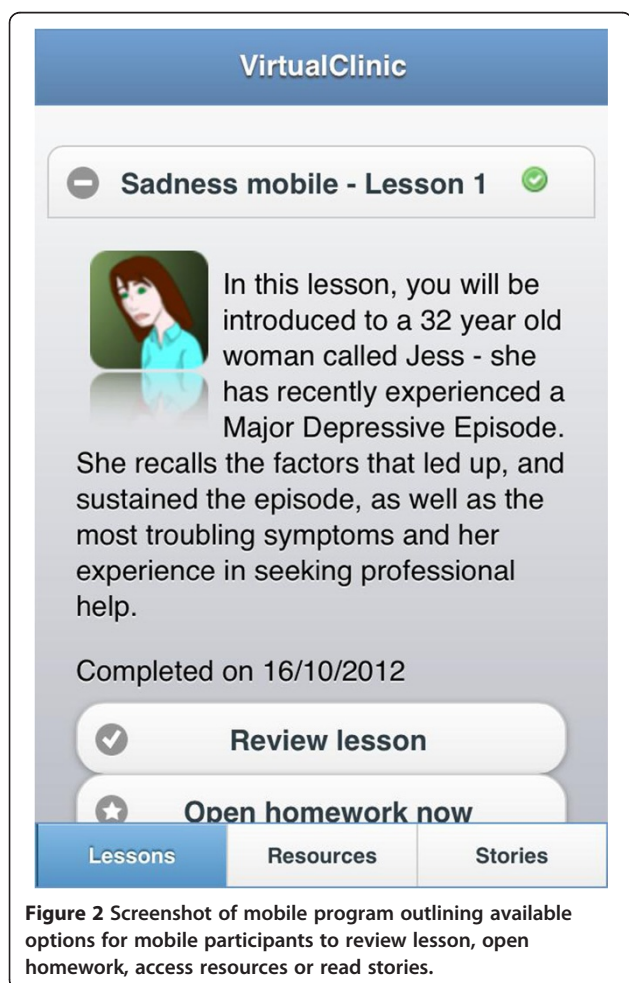 VirtualClinic
Sadness mobile - Lesson 1
In this lesson, you will be
introduced to a 32 year old
woman called Jess - she
has recently experienced a
Major Depressive Episode.
She recalls the factors that led up, and
sustained the episode, as well as the
most troubling symptoms and her
experience in seeking professional
help.
Completed on 16/10/2012
Review lesson
Open homework now
Lessons Resources Stories
Figure 2 Screenshot of mobile program outlining available
options for mobile participants to review lesson, open
homework, access resources or read stories.